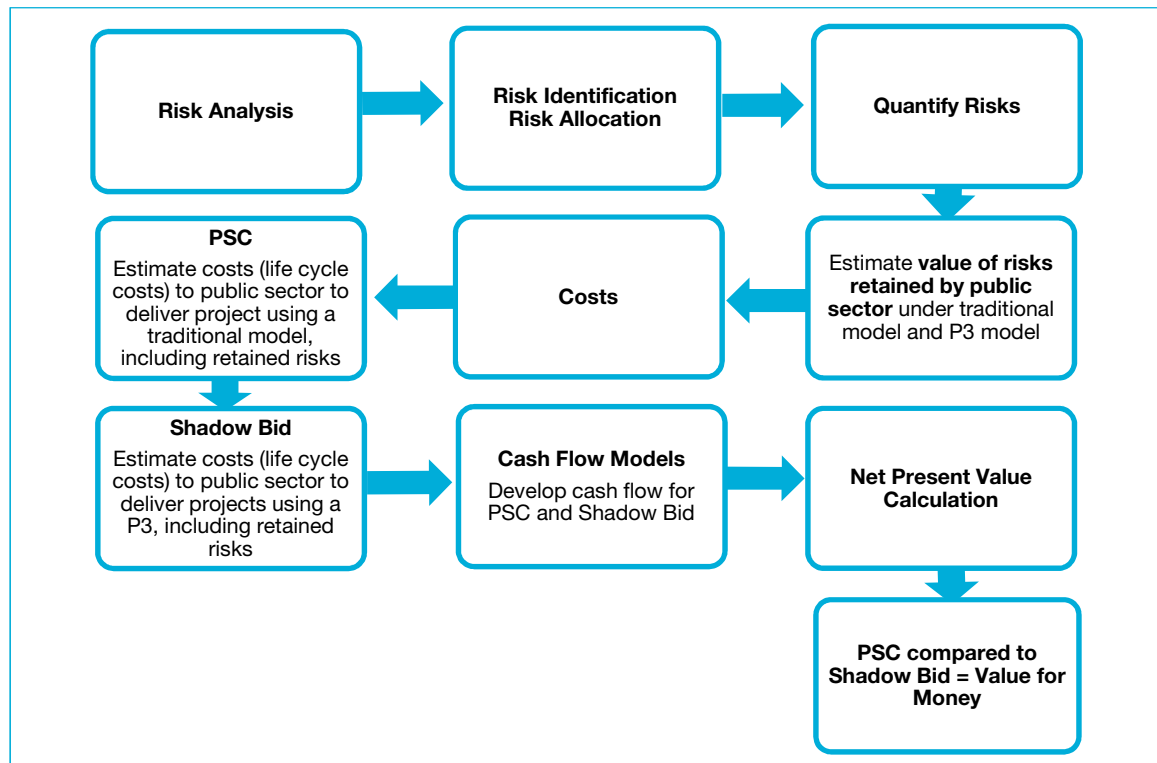 Risk Analysis
Risk Identification
Risk Allocation
Quantify Risks
Estimate value of risks
retained by public
sector under traditional
model and P3 model
Costs
PSC
Estimate costs (life cycle
costs) to public sector to
deliver project using a
traditional model,
including retained risks
Shadow Bid
Estimate costs (life cycle
costs) to public sector to
deliver projects using a
P3, including retained
risks
Cash Flow Models
Develop cash flow for
PSC and Shadow Bid
Net Present Value
Calculation
PSC compared to
Shadow Bid = Value for
Money